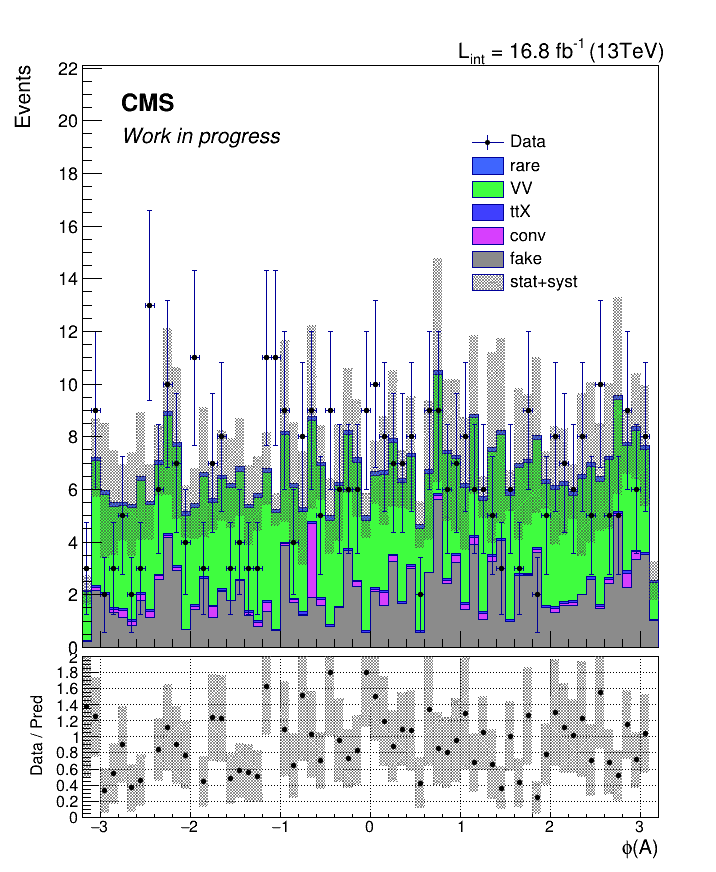 L_int = 16.8 fb^-1 (13TeV)
Events
22
20
18
16
14
12
10
8
6
4
2
0
CMS
Work in progress
Data
rare
VV
ttX
conv
fake
stat+syst
Data / Pred
2
1.8
1.6
1.4
1.2
1
0.8
0.6
0.4
0.2
0
−3 −2 −1 0 1 2 3
ϕ(A)